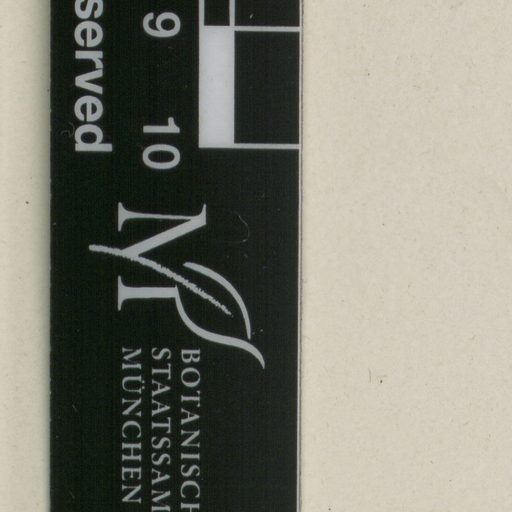 served
9 10
BOTANISCH
STAATSSAM
MÜNCHEN